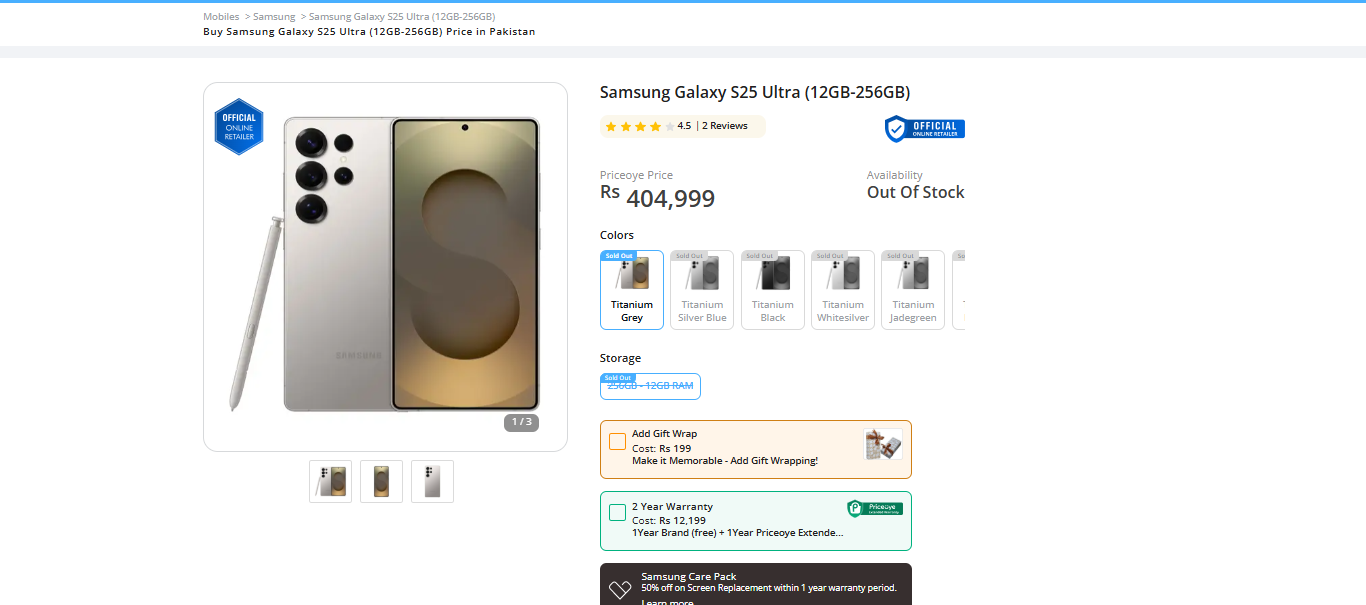 Mobiles > Samsung > Samsung Galaxy S25 Ultra (12GB-256GB)
Buy Samsung Galaxy S25 Ultra (12GB-256GB) Price in Pakistan
OFFICIAL
ONLINE
RETAILER
SAMSUNG
1 / 3
Samsung Galaxy S25 Ultra (12GB-256GB)
4.5 | 2 Reviews
OFFICIAL
ONLINE RETAILER
Priceoye Price
Rs 404,999
Availability
Out Of Stock
Colors
Sold Out
Titanium
Grey
Sold Out
Titanium
Silver Blue
Sold Out
Titanium
Black
Sold Out
Titanium
Whitesilver
Sold Out
Titanium
Jadegreen
So
Storage
Sold Out
256GB - 12GB RAM
Add Gift Wrap
Cost: Rs 199
Make it Memorable - Add Gift Wrapping!
2 Year Warranty
Cost: Rs 12,199
1Year Brand (free) + 1Year Priceoye Extende...
Priceoye
Extended Warranty
Samsung Care Pack
50% off on Screen Replacement within 1 year warranty period.
Learn more